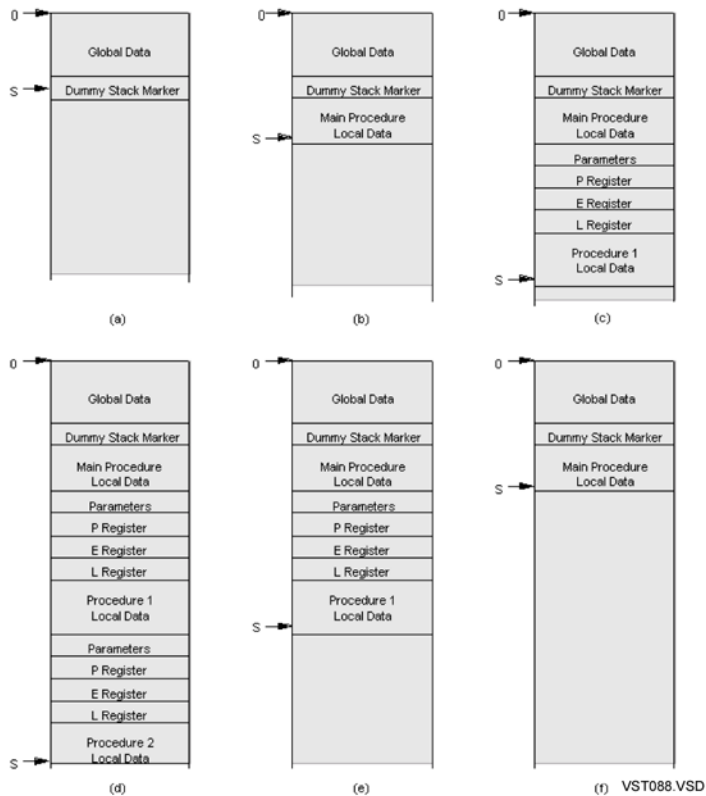 0
Global Data
S
Dummy Stack Marker
(a)
0
Global Data
Dummy Stack Marker
Main Procedure
Local Data
S
(b)
0
Global Data
Dummy Stack Marker
Main Procedure
Local Data
Parameters
P Register
E Register
L Register
Procedure 1
Local Data
S
(c)
0
Global Data
Dummy Stack Marker
Main Procedure
Local Data
Parameters
P Register
E Register
L Register
Procedure 1
Local Data
Parameters
P Register
E Register
L Register
Procedure 2
Local Data
S
(d)
0
Global Data
Dummy Stack Marker
Main Procedure
Local Data
Parameters
P Register
E Register
L Register
Procedure 1
Local Data
S
(e)
0
Global Data
Dummy Stack Marker
Main Procedure
Local Data
S
(f)
VST088.VSD